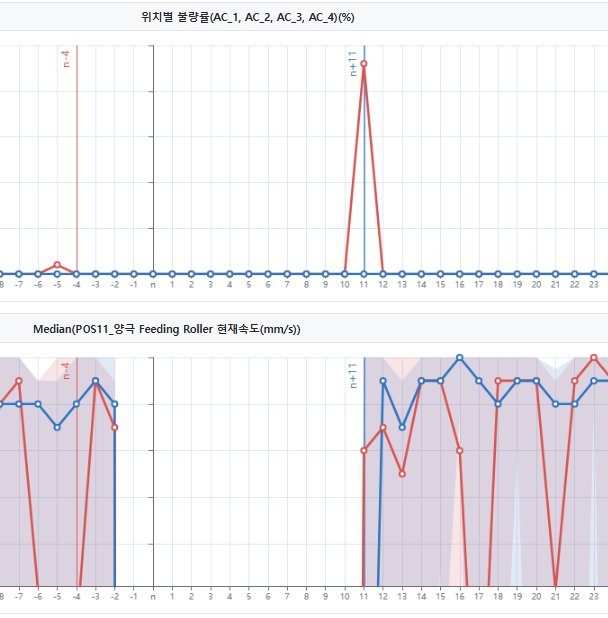 위치별 불량률(AC_1, AC_2, AC_3, AC_4)(%)
n-4
n+11
8 -7 -6 -5 -4 -3 -2 -1 n 1 2 3 4 5 6 7 8 9 10 11 12 13 14 15 16 17 18 19 20 21 22 23
Median(POS11_양극 Feeding Roller 현재속도(mm/s))
n-4
n+11
8 -7 -6 -5 -4 -3 -2 -1 n 1 2 3 4 5 6 7 8 9 10 11 12 13 14 15 16 17 18 19 20 21 22 23